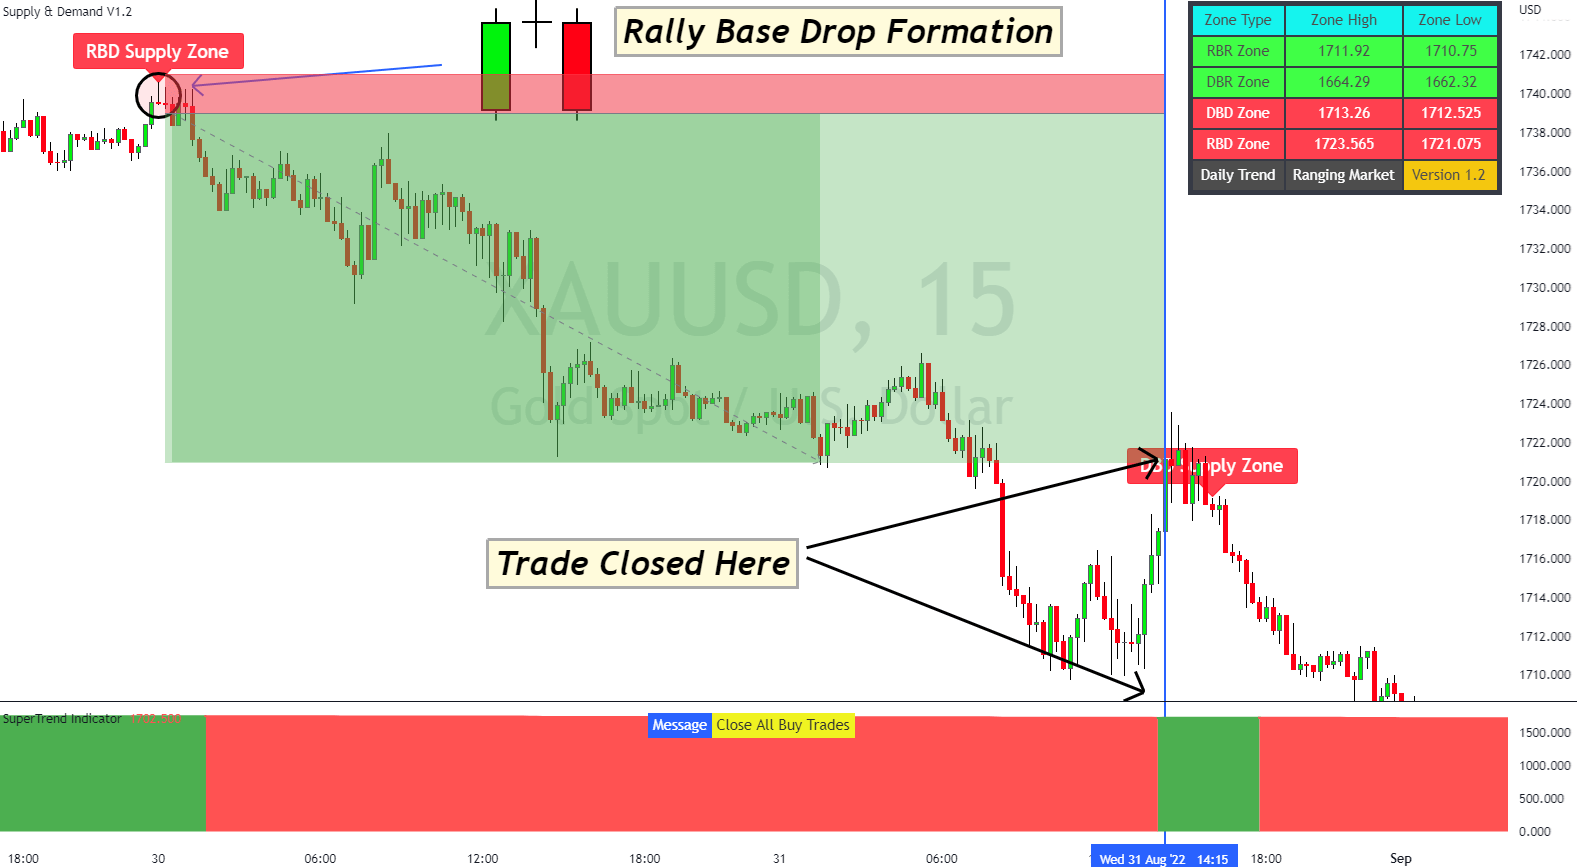 Supply & Demand V1.2
RBD Supply Zone
Rally Base Drop Formation
USD
Zone Type Zone High Zone Low
RBR Zone 1711.92 1710.75
DBR Zone 1664.29 1662.32
DBD Zone 1713.26 1712.525
RBD Zone 1723.565 1721.075
Daily Trend Ranging Market Version 1.2
1742.000
1740.000
1738.000
1736.000
1734.000
1732.000
1730.000
1728.000
1726.000
1724.000
1722.000
1720.000
1718.000
1716.000
1714.000
1712.000
1710.000
XAUUSD, 15
Gold Spot / U.S. Dollar
Supply Zone
Trade Closed Here
SuperTrend Indicator
Message Close All Buy Trades
1500.000
1000.000
500.000
0.000
18:00 30 06:00 12:00 18:00 31 06:00 Wed 31 Aug '22 14:15 18:00 Sep